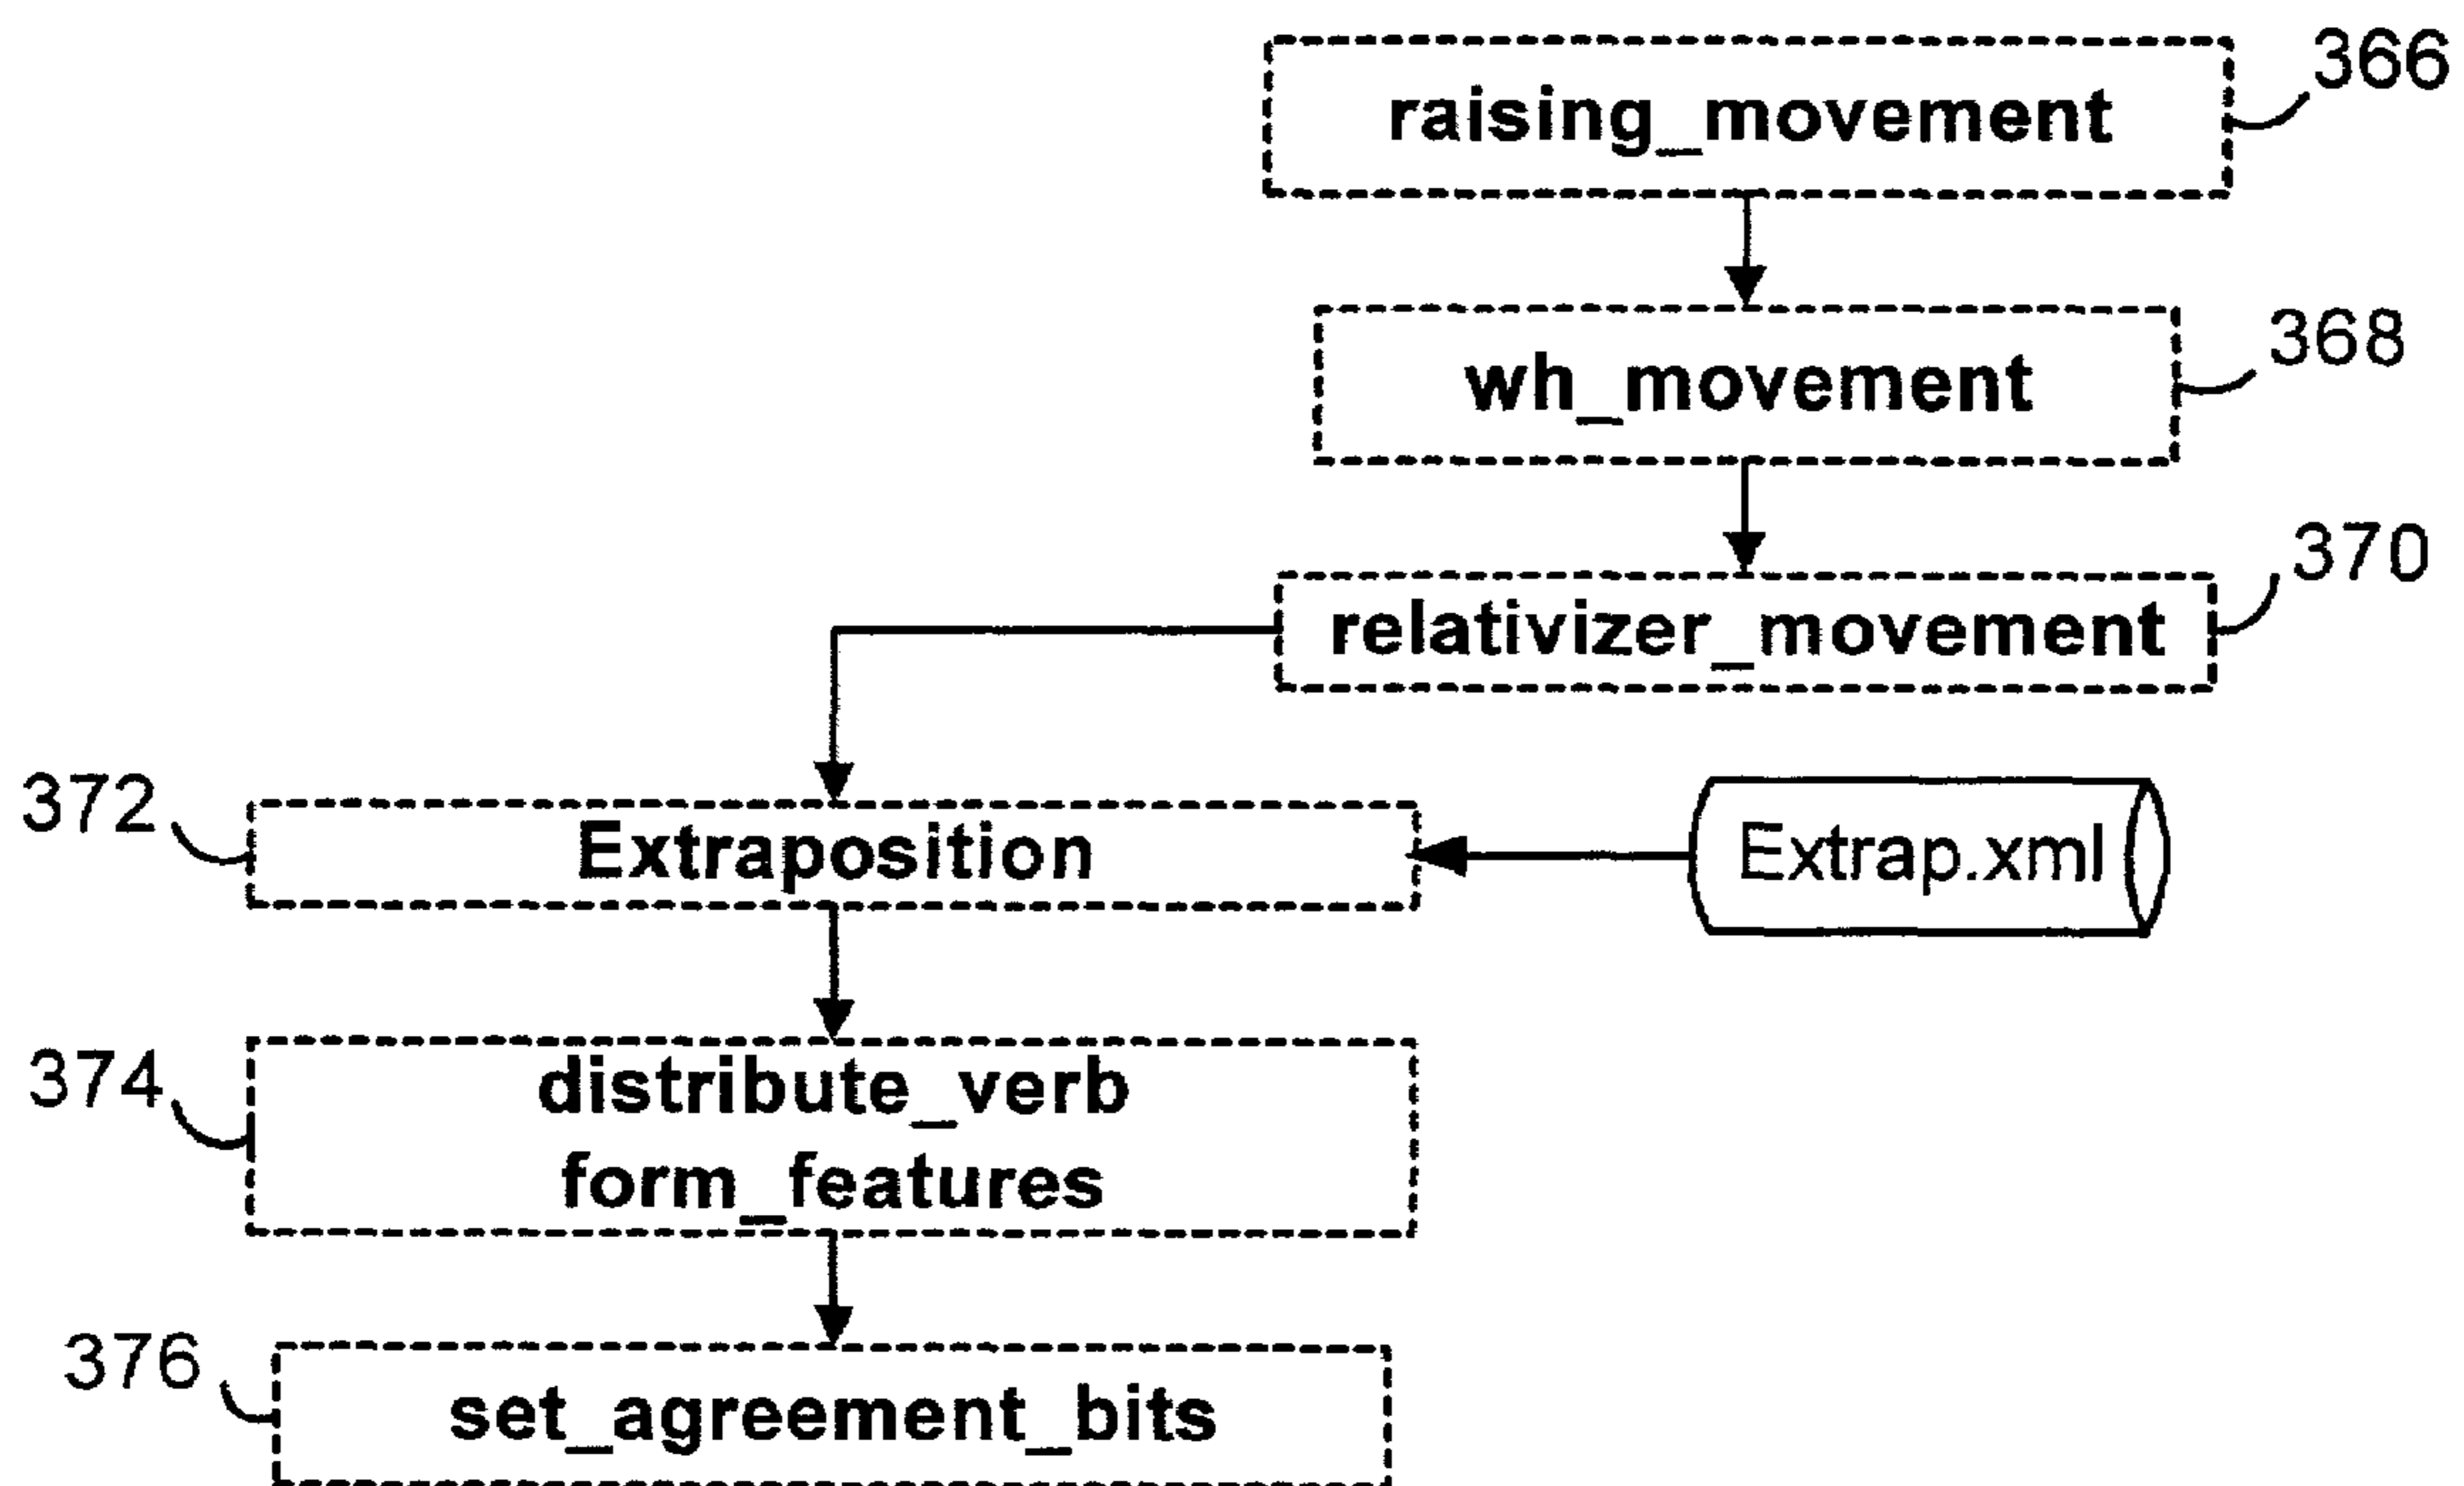 raising_movement
366
wh_movement
368
relativizer_movement
370
372
Extraposition
Extrap.xml
374
distribute_verb
form_features
376
set_agreement_bits